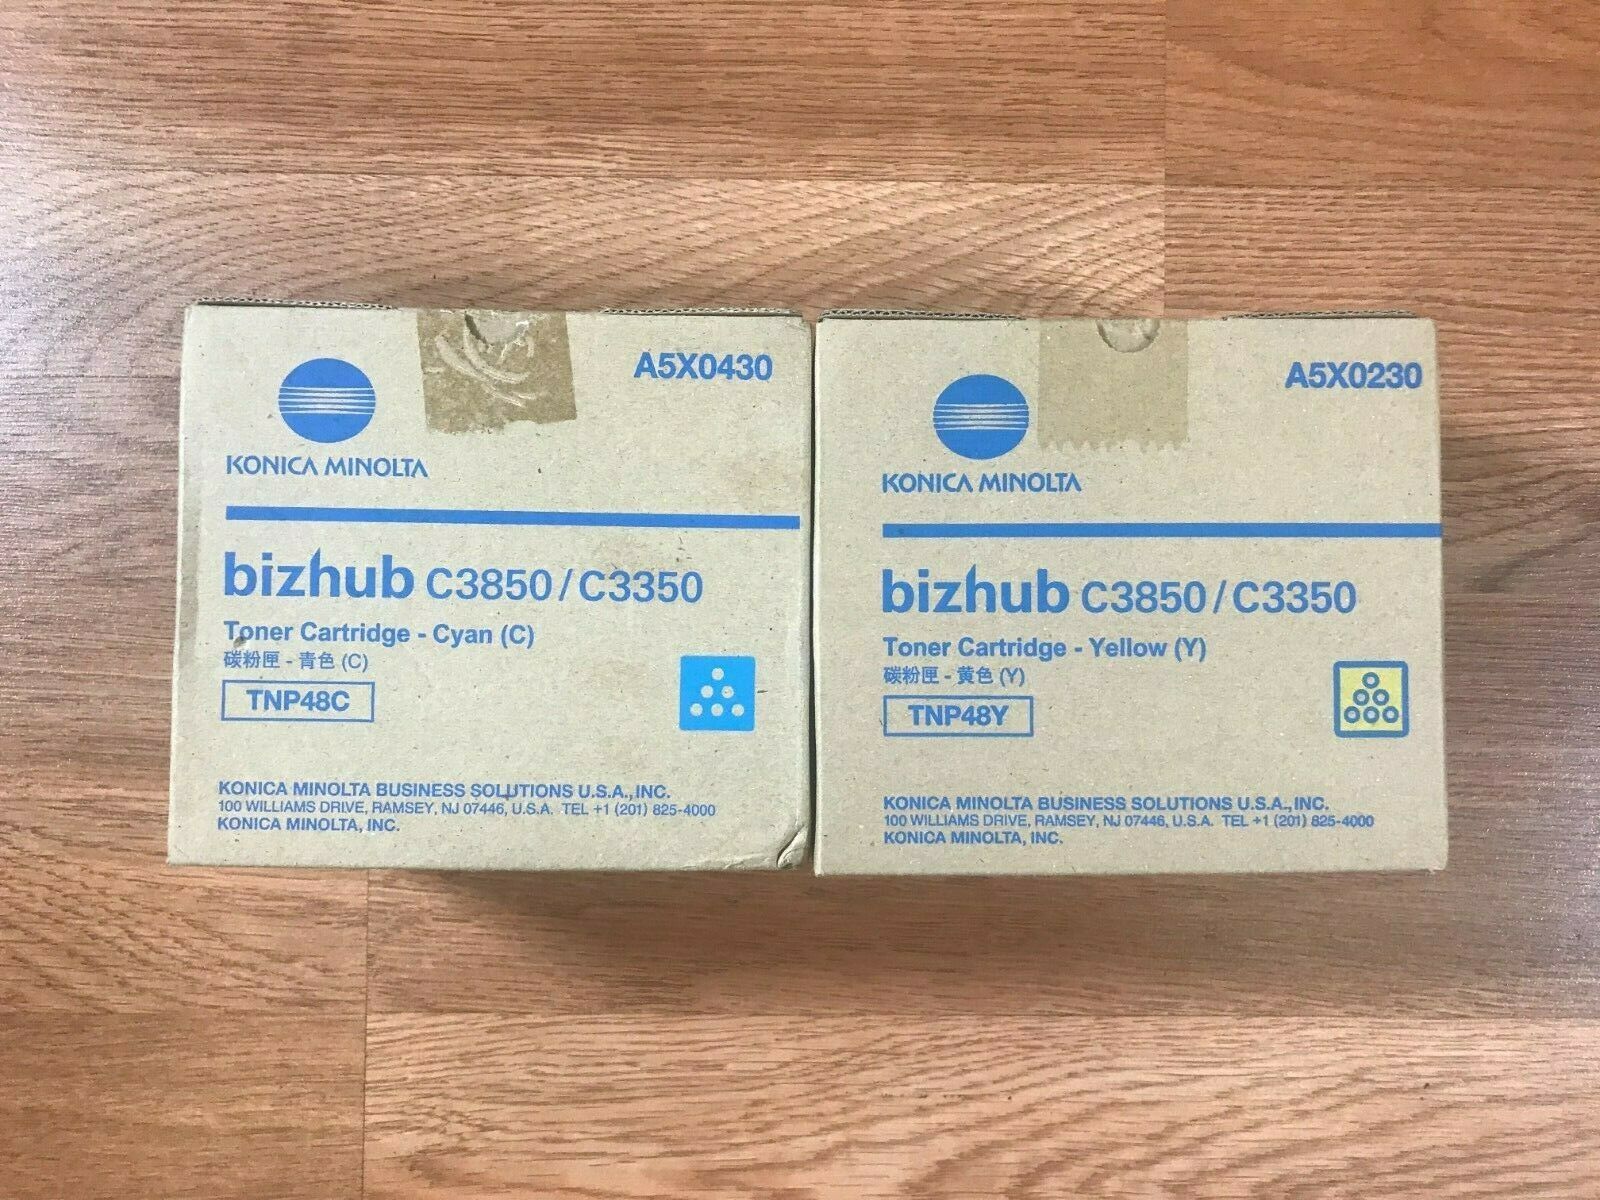 A5X0430
KONICA MINOLTA
bizhub C3850/C3350
Toner Cartridge - Cyan (C)
碳粉匣 - 青色 (C)
TNP48C
KONICA MINOLTA BUSINESS SOLUTIONS U.S.A., INC.
100 WILLIAMS DRIVE, RAMSEY, NJ 07446, U.S.A. TEL +1 (201) 825-4000
KONICA MINOLTA, INC.
A5X0230
KONICA MINOLTA
bizhub C3850/C3350
Toner Cartridge - Yellow (Y)
碳粉匣 - 黄色 (Y)
TNP48Y
KONICA MINOLTA BUSINESS SOLUTIONS U.S.A., INC.
100 WILLIAMS DRIVE, RAMSEY, NJ 07446, U.S.A. TEL +1 (201) 825-4000
KONICA MINOLTA, INC.